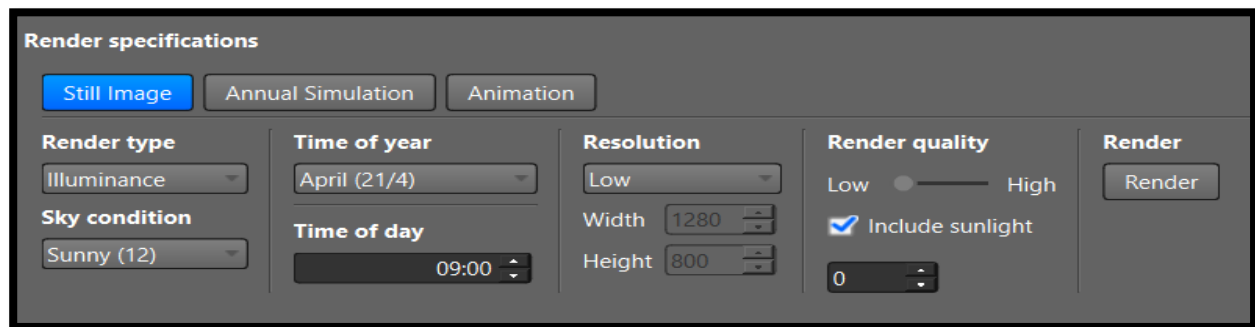 Render specifications
Still Image Annual Simulation Animation
Render type Time of year Resolution Render quality Render
Illuminance April (21/4) Low Low High Render
Sky condition Time of day Width 1280 Include sunlight
Sunny (12) 09:00 Height 800 0